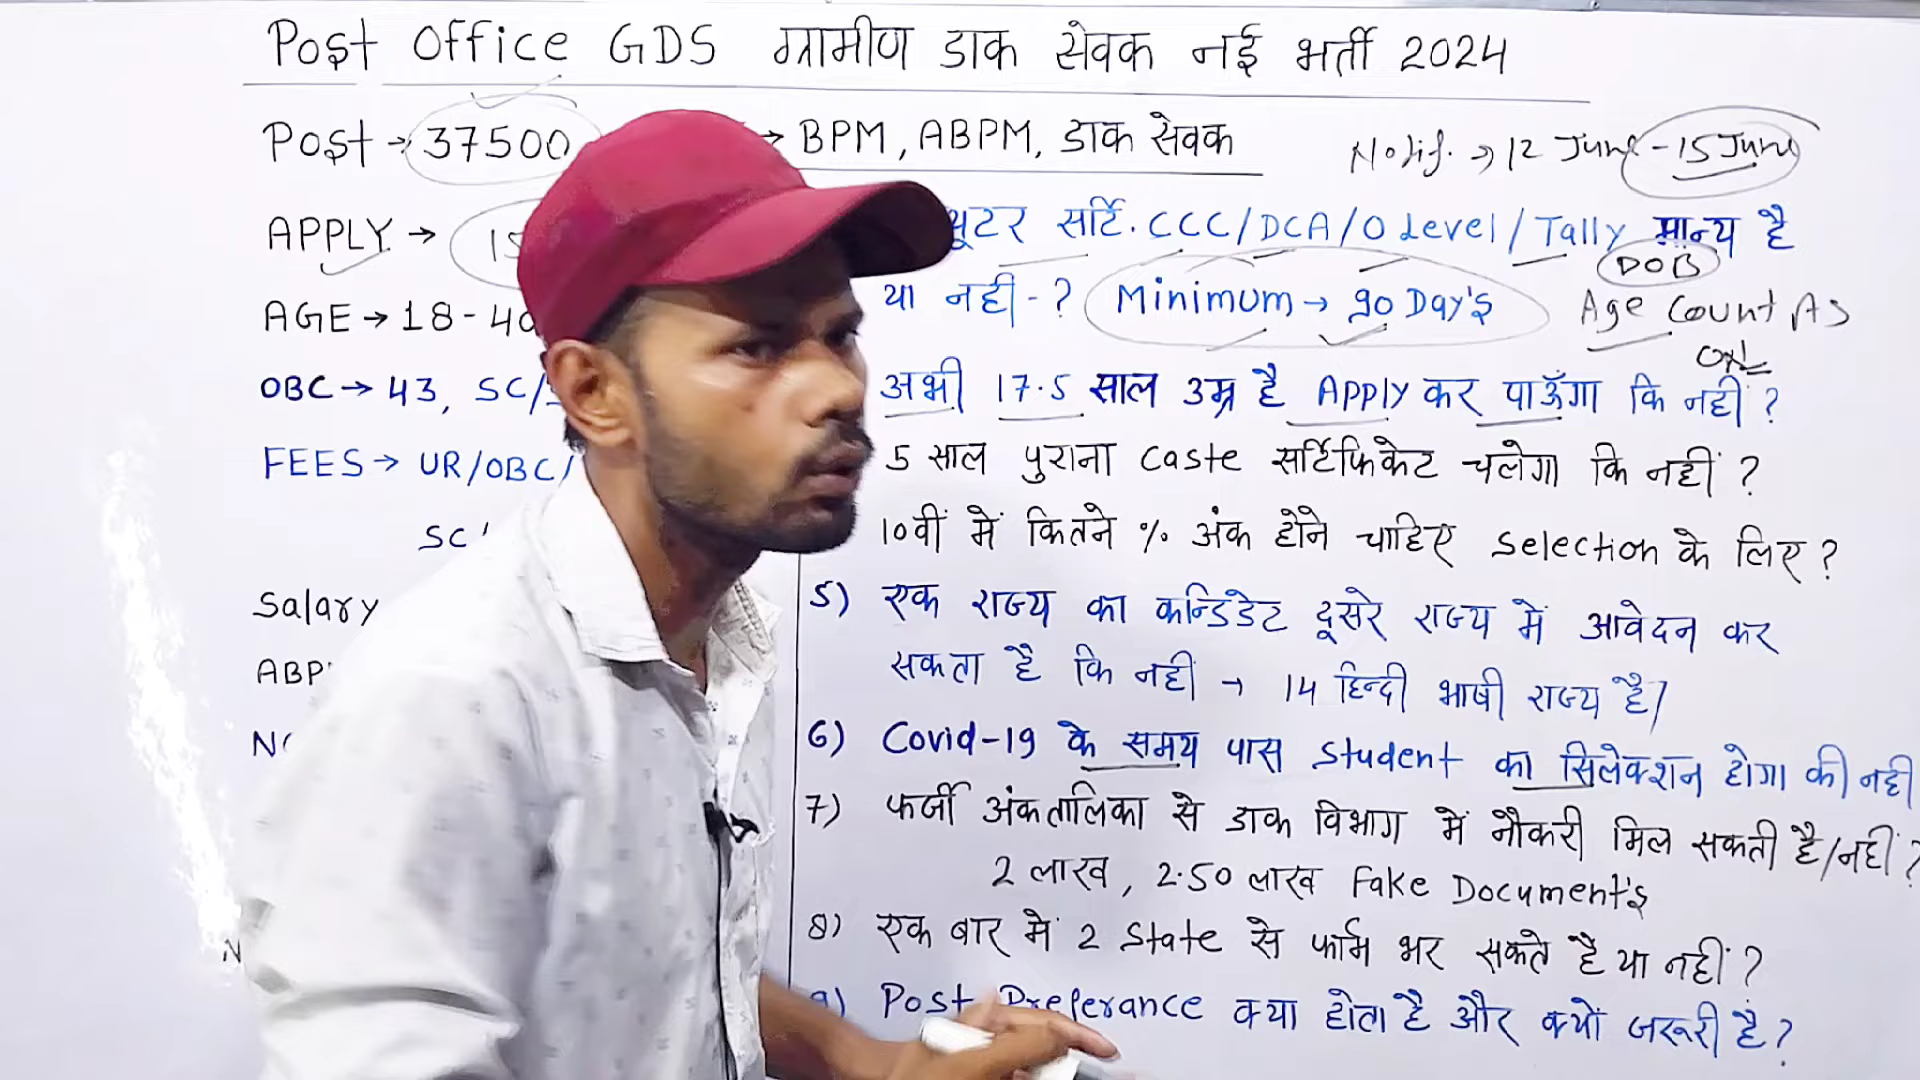 Post Office GDS ग्रामीण डाक सेवक नई भर्ती 2024
Post → 37500 → BPM, ABPM, डाक सेवक
Notif. → 12 June - 15 June
APPLY → 15
यूटर सर्टि. CCC/DCA/O Level/Tally मान्य है
या नहीं - ? Minimum → 90 Day's
DOB
Age Count As
on
AGE → 18 - 40
OBC → 43, SC/
अभी 17.5 साल उम्र है Apply कर पाऊँगा कि नहीं ?
FEES → UR/OBC/
5 साल पुराना Caste सर्टिफिकेट चलेगा कि नहीं ?
SC
10वीं में कितने % अंक होने चाहिए Selection के लिए ?
Salary
5) एक राज्य का कन्डिडेट दूसरे राज्य में आवेदन कर
सकता है कि नही → 14 हिन्दी भाषी राज्य है/
ABP
6) Covid-19 के समय पास Student का सिलेक्शन होगा की नही
7) फर्जी अंकतालिका से डाक विभाग में नौकरी मिल सकती है/नहीं ?
2 लाख, 2.50 लाख Fake Document's
8) एक बार में 2 State से फार्म भर सकते है या नहीं ?
9) Post Preferance क्या होता है और क्यों जरूरी है ?